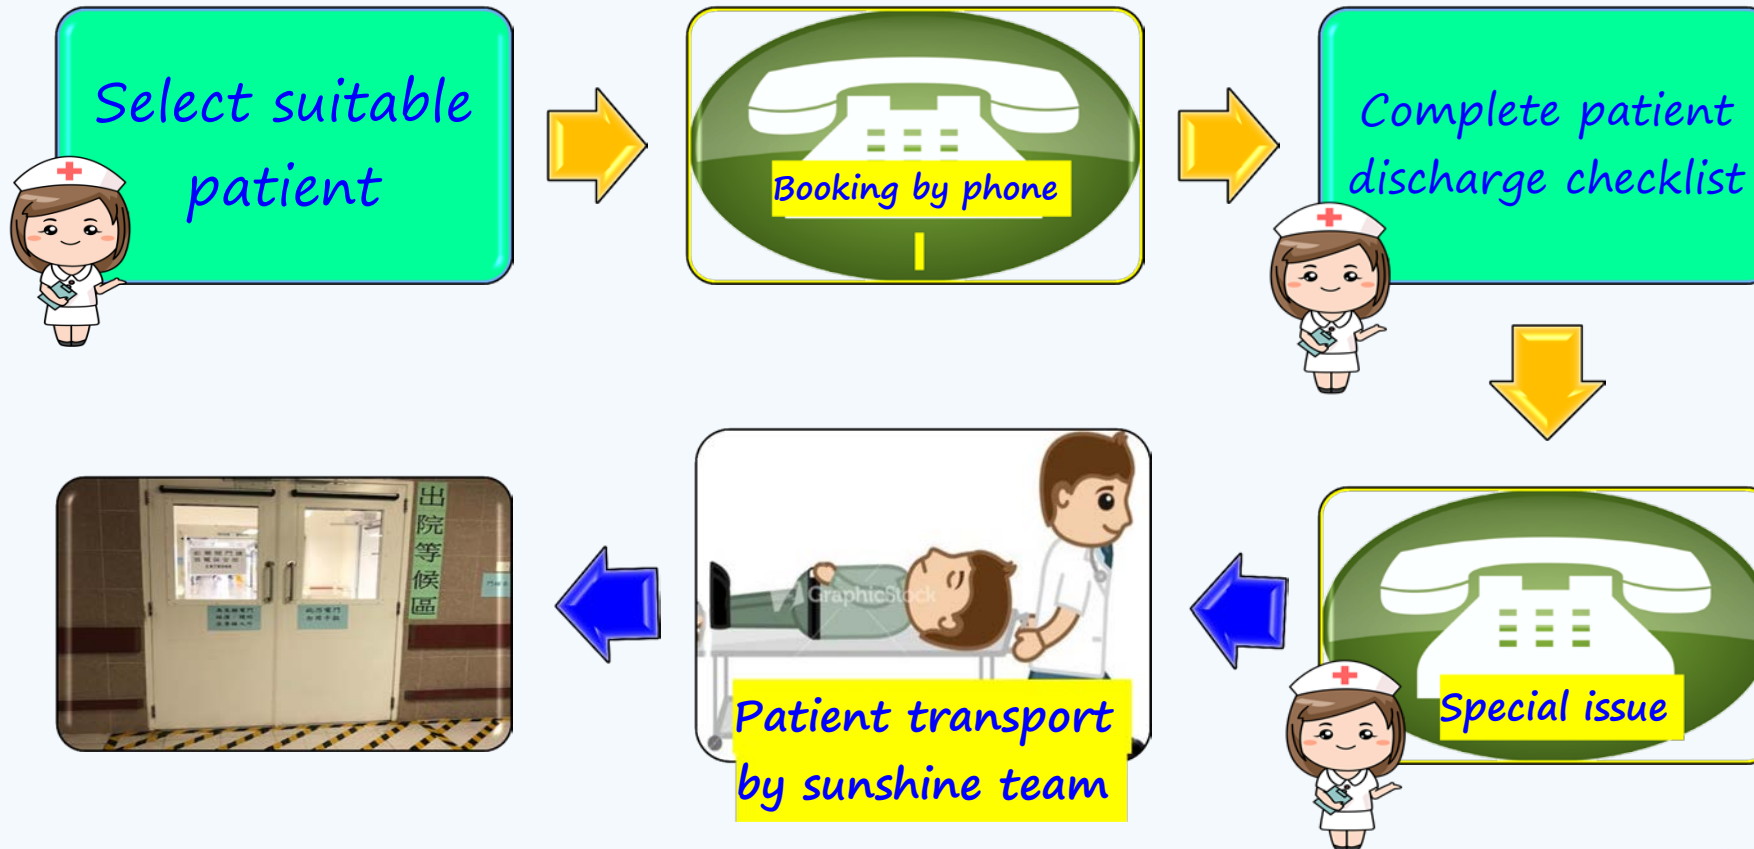 Select suitable
patient
Booking by phone
Complete patient
discharge checklist
出院等候區
GraphicStock
Patient transport
by sunshine team
Special issue